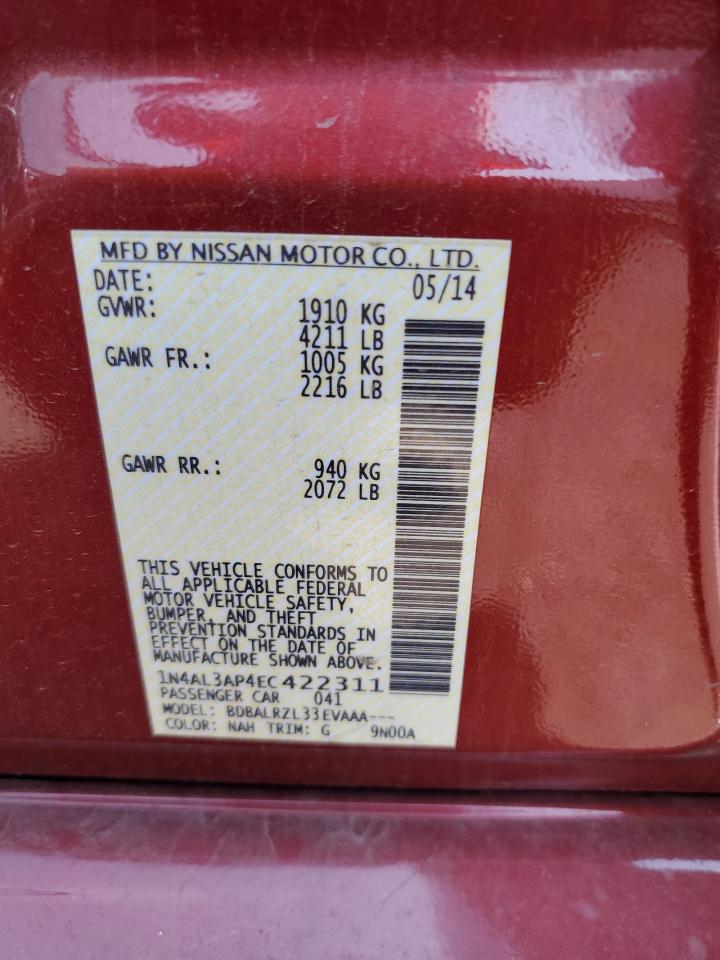 MFD BY NISSAN MOTOR CO., LTD.
DATE: 05/14
GVWR: 1910 KG
4211 LB
GAWR FR.: 1005 KG
2216 LB
GAWR RR.: 940 KG
2072 LB
THIS VEHICLE CONFORMS TO
ALL APPLICABLE FEDERAL
MOTOR VEHICLE SAFETY,
BUMPER, AND THEFT
PREVENTION STANDARDS IN
EFFECT ON THE DATE OF
MANUFACTURE SHOWN ABOVE.
1N4AL3AP4EC422311
PASSENGER CAR 041
MODEL: BDBALRZL33EVAAA---
COLOR: NAH TRIM: G 9N00A